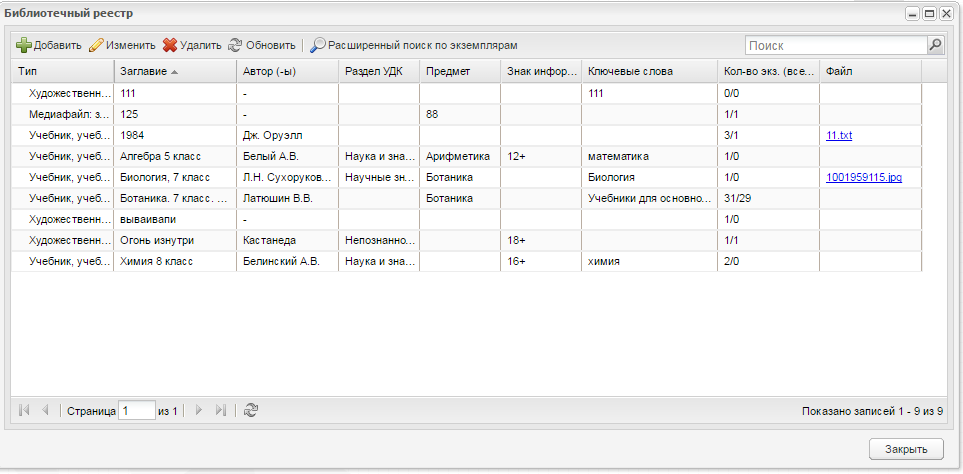 Библиотечный реестр
Добавить Изменить Удалить Обновить Расширенный поиск по экземплярам Поиск
Тип Заглавие Автор (-ы) Раздел УДК Предмет Знак инфор... Ключевые слова Кол-во экз. (все... Файл
Художественн... 111 - 111 0/0
Медиафайл: з... 125 - 88 1/1
Учебник, учеб... 1984 Дж. Оруэлл 3/1 11.txt
Учебник, учеб... Алгебра 5 класс Белый А.В. Наука и зна... Арифметика 12+ математика 1/0
Учебник, учеб... Биология, 7 класс Л.Н. Сухоруков... Научные зн... Ботаника Биология 1/0 1001959115.jpg
Учебник, учеб... Ботаника. 7 класс. ... Латюшин В.В. Ботаника Учебники для основно... 31/29
Художественн... вываивапи - 1/0
Художественн... Огонь изнутри Кастанеда Непознанно... 18+ 1/1
Учебник, учеб... Химия 8 класс Белинский А.В. Наука и зна... 16+ химия 2/0
Страница 1 из 1 Показано записей 1 - 9 из 9
Закрыть